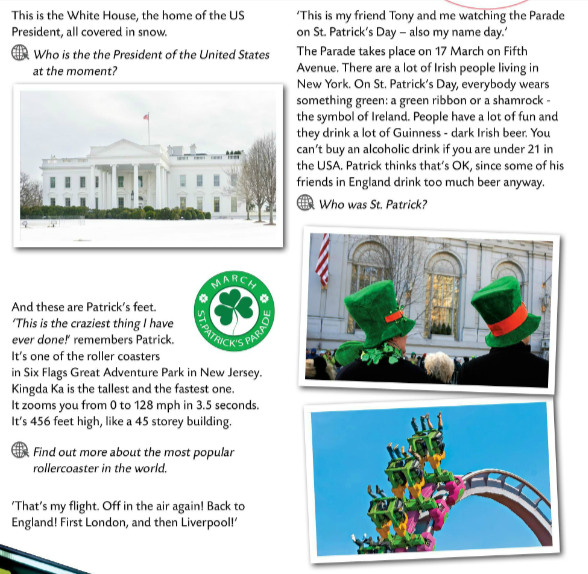 This is the White House, the home of the US
President, all covered in snow.
Who is the the President of the United States
at the moment?
MARCH
ST.PATRICK'S PARADE
And these are Patrick's feet.
'This is the craziest thing I have
ever done!' remembers Patrick.
It's one of the roller coasters
in Six Flags Great Adventure Park in New Jersey.
Kingda Ka is the tallest and the fastest one.
It zooms you from 0 to 128 mph in 3.5 seconds.
It's 456 feet high, like a 45 storey building.
Find out more about the most popular
rollercoaster in the world.
'That's my flight. Off in the air again! Back to
England! First London, and then Liverpool!'
'This is my friend Tony and me watching the Parade
on St. Patrick's Day – also my name day.'
The Parade takes place on 17 March on Fifth
Avenue. There are a lot of Irish people living in
New York. On St. Patrick's Day, everybody wears
something green: a green ribbon or a shamrock -
the symbol of Ireland. People have a lot of fun and
they drink a lot of Guinness - dark Irish beer. You
can't buy an alcoholic drink if you are under 21 in
the USA. Patrick thinks that's OK, since some of his
friends in England drink too much beer anyway.
Who was St. Patrick?